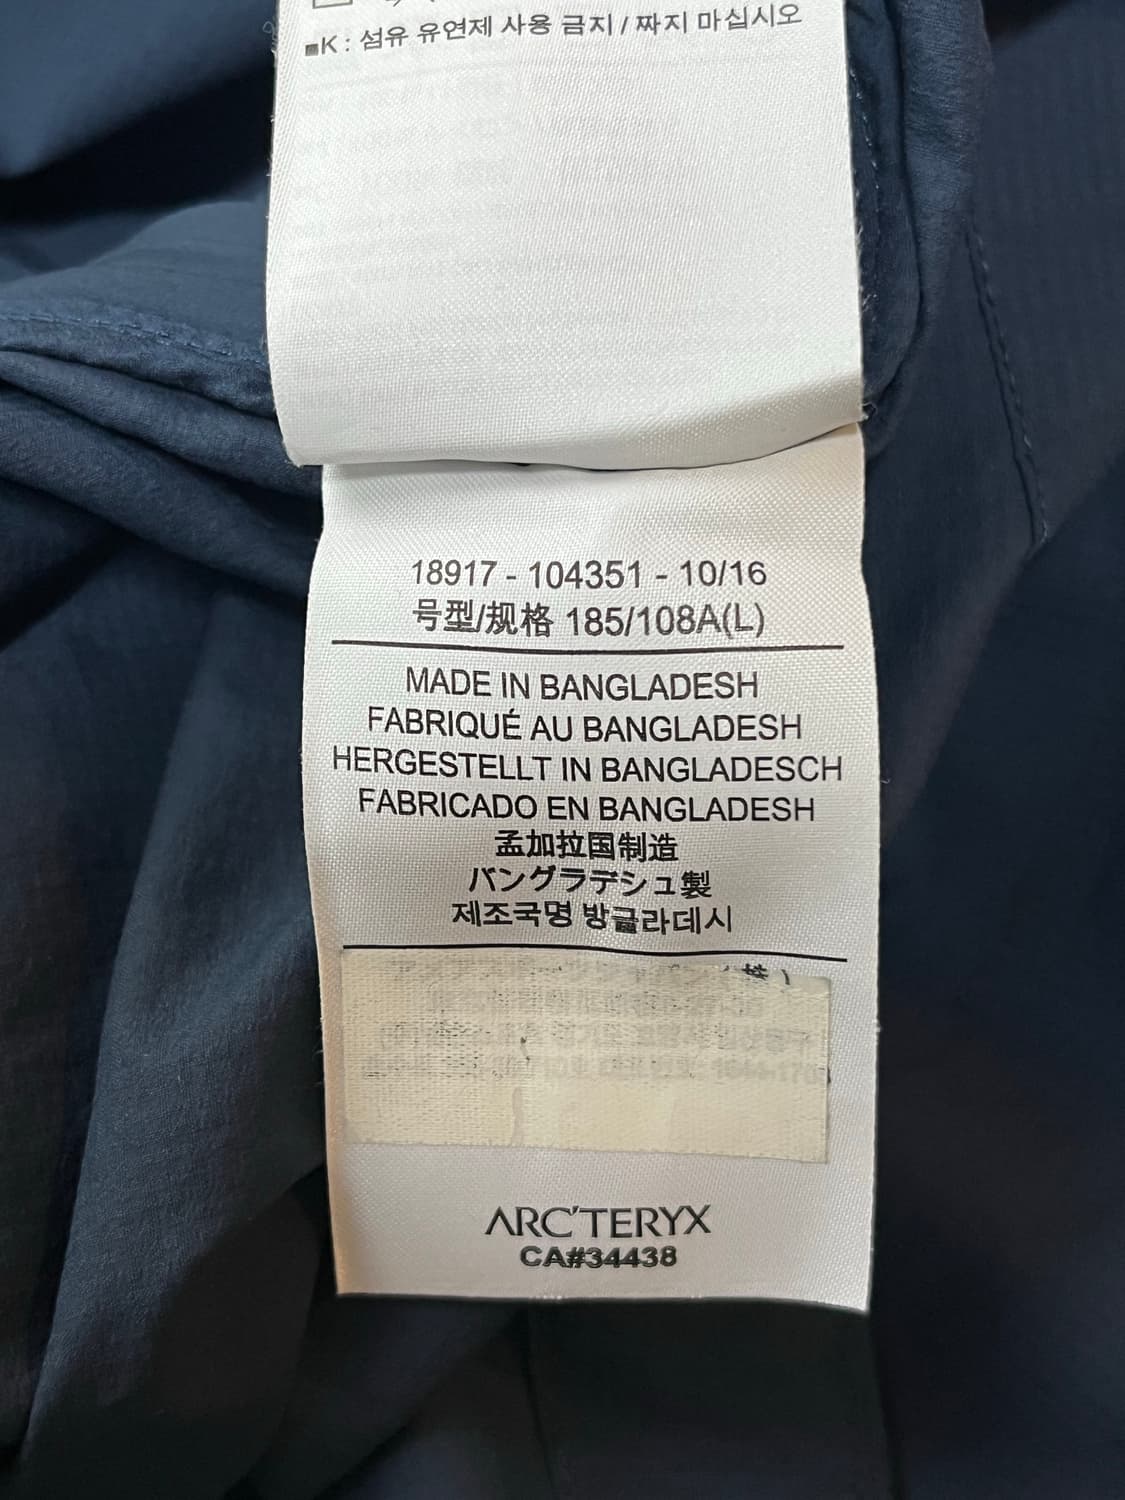 ■K : 섬유 유연제 사용 금지 / 짜지 마십시오
18917 - 104351 - 10/16
号型/规格 185/108A(L)
MADE IN BANGLADESH
FABRIQUÉ AU BANGLADESH
HERGESTELLT IN BANGLADESCH
FABRICADO EN BANGLADESH
孟加拉国制造
バングラデシュ製
제조국명 방글라데시
ARC'TERYX
CA#34438